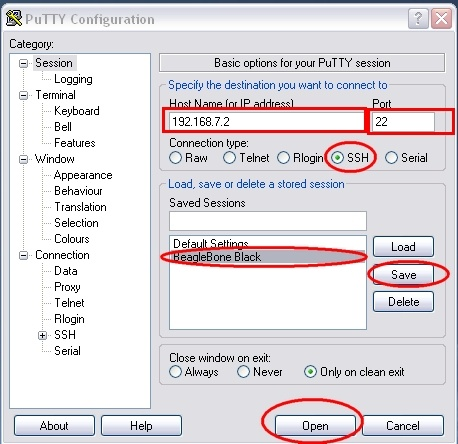 PuTTY Configuration
Category:
Session
Logging
Terminal
Keyboard
Bell
Features
Window
Appearance
Behaviour
Translation
Selection
Colours
Connection
Data
Proxy
Telnet
Rlogin
SSH
Serial
Basic options for your PuTTY session
Specify the destination you want to connect to
Host Name (or IP address) Port
192.168.7.2 22
Connection type:
Raw Telnet Rlogin SSH Serial
Load, save or delete a stored session
Saved Sessions
Default Settings
BeagleBone Black
Load
Save
Delete
Close window on exit:
Always Never Only on clean exit
About Help Open Cancel